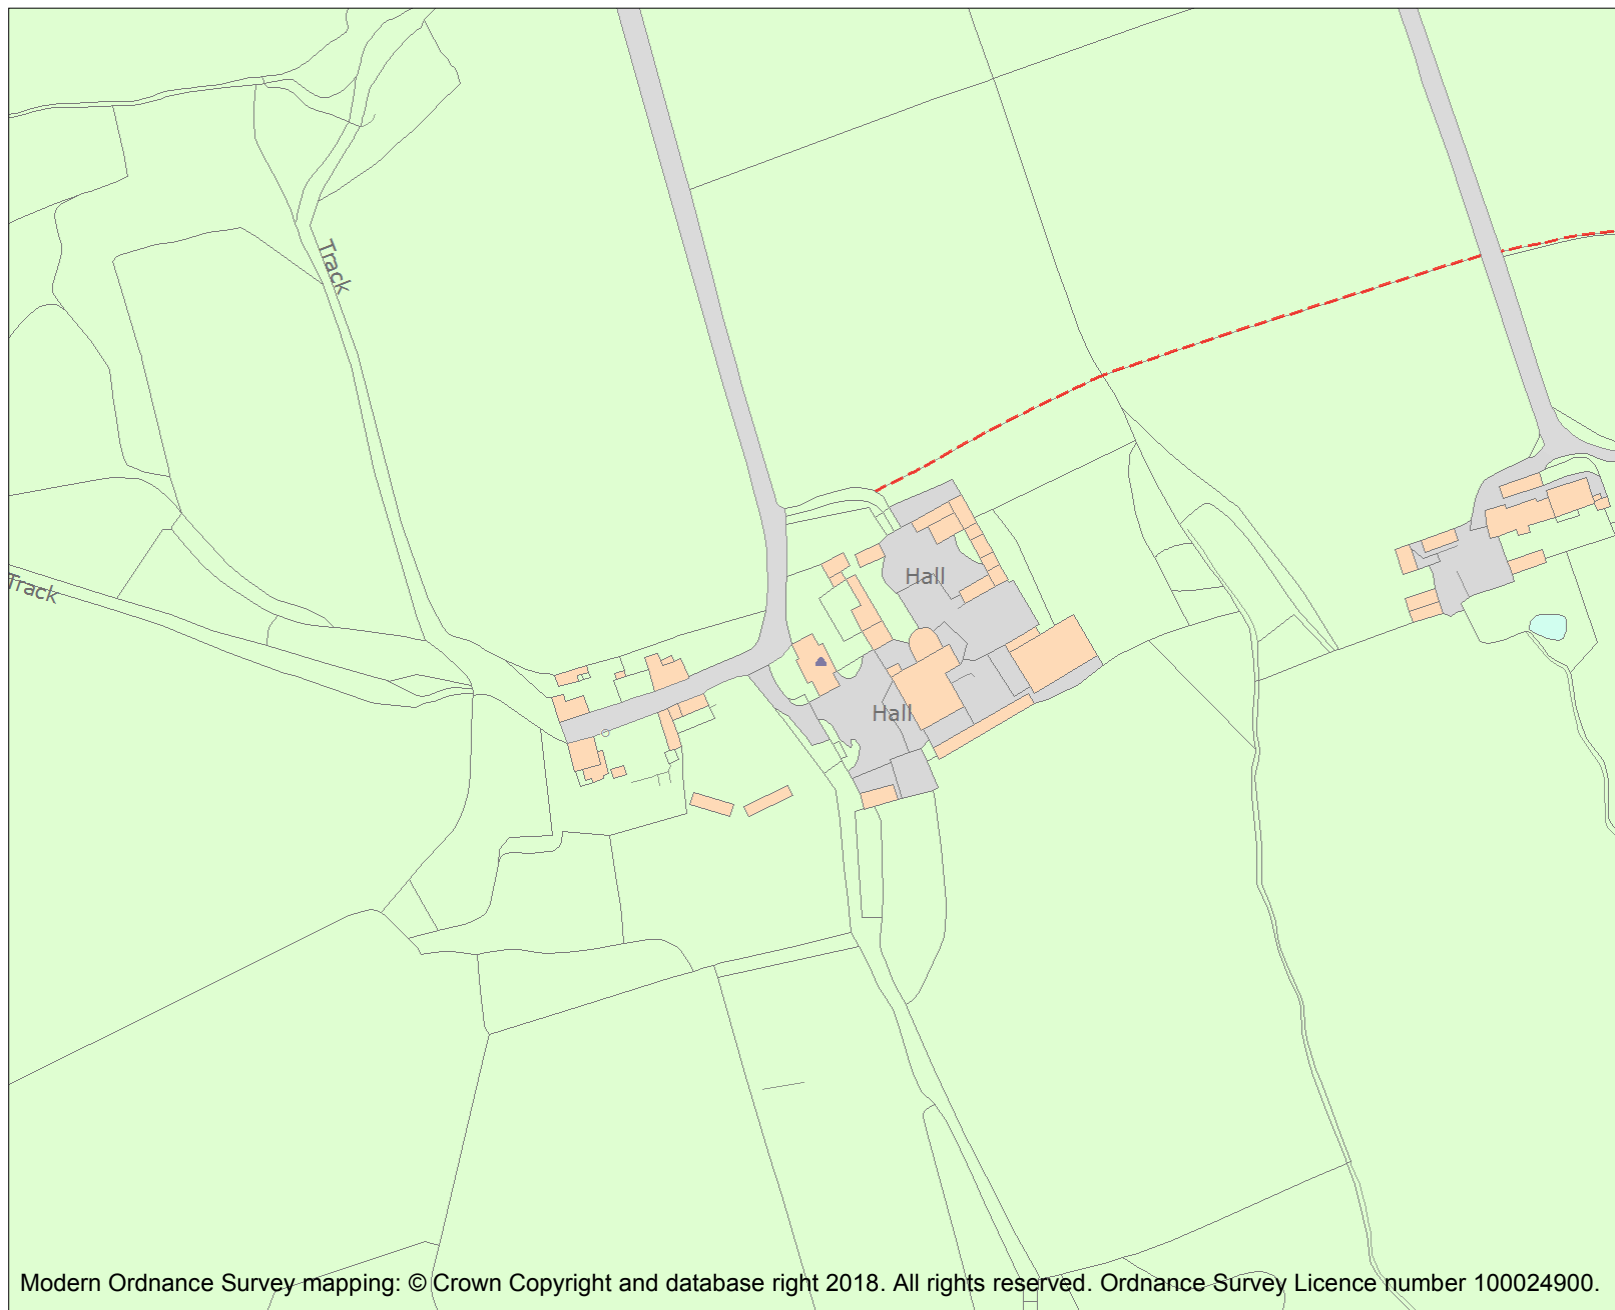 Track
Hall
Track
Hall
Modern Ordnance Survey mapping: © Crown Copyright and database right 2018. All rights reserved. Ordnance Survey Licence number 100024900.